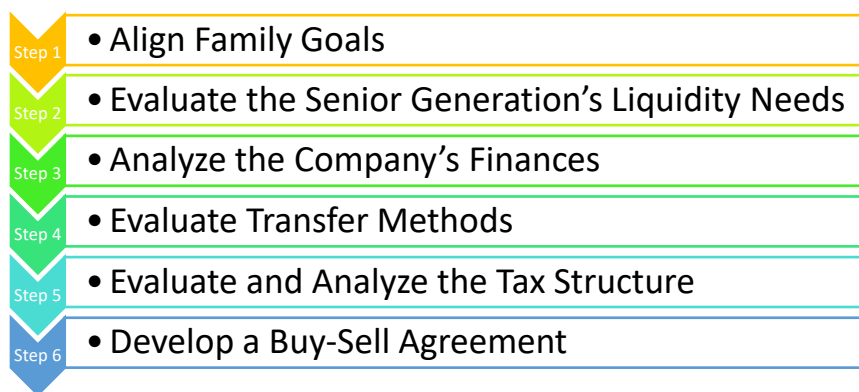 Step 1 • Align Family Goals
Step 2 • Evaluate the Senior Generation’s Liquidity Needs
Step 3 • Analyze the Company’s Finances
Step 4 • Evaluate Transfer Methods
Step 5 • Evaluate and Analyze the Tax Structure
Step 6 • Develop a Buy-Sell Agreement